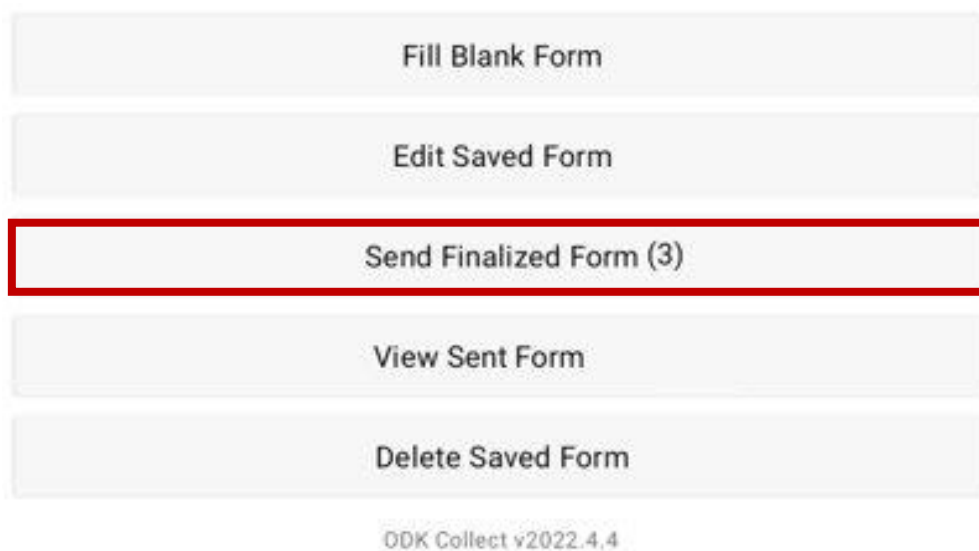 Fill Blank Form
Edit Saved Form
Send Finalized Form (3)
View Sent Form
Delete Saved Form
ODK Collect v2022.4.4